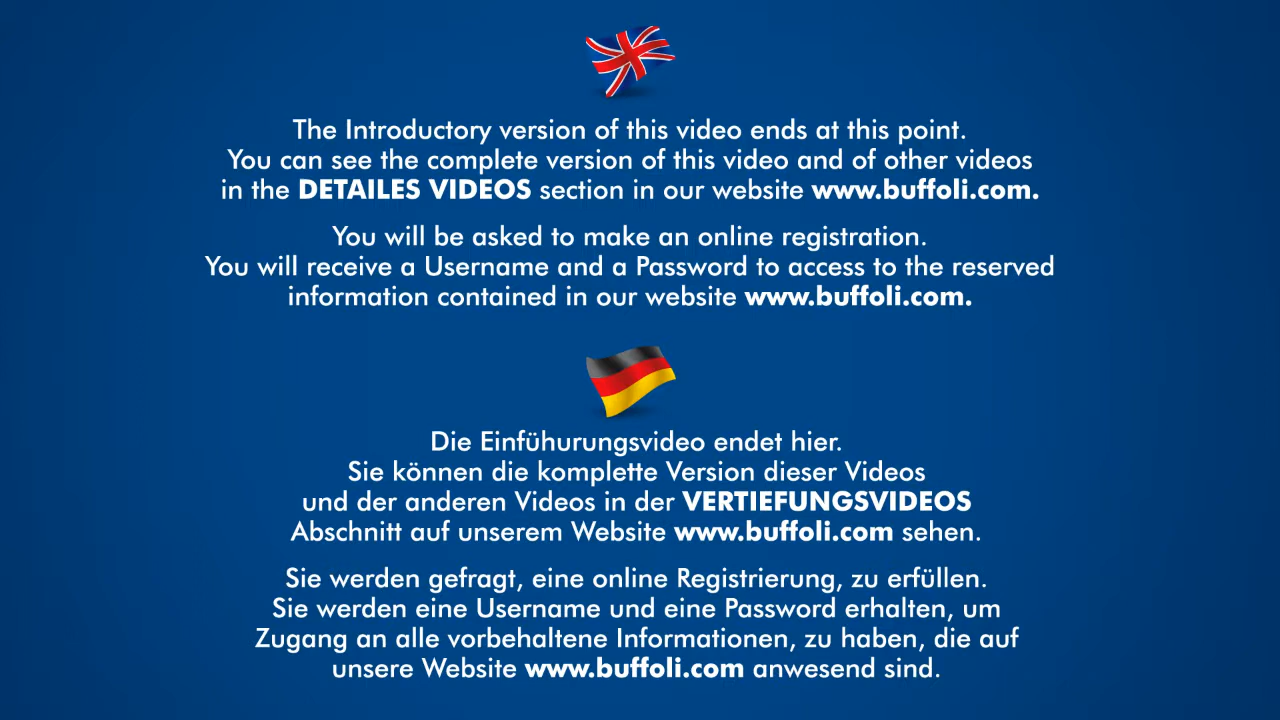 The Introductory version of this video ends at this point.
You can see the complete version of this video and of other videos
in the DETAILES VIDEOS section in our website www.buffoli.com.
You will be asked to make an online registration.
You will receive a Username and a Password to access to the reserved
information contained in our website www.buffoli.com.
Die Einfühurungsvideo endet hier.
Sie können die komplette Version dieser Videos
und der anderen Videos in der VERTIEFUNGSVIDEOS
Abschnitt auf unserem Website www.buffoli.com sehen.
Sie werden gefragt, eine online Registrierung, zu erfüllen.
Sie werden eine Username und eine Password erhalten, um
Zugang an alle vorbehaltene Informationen, zu haben, die auf
unsere Website www.buffoli.com anwesend sind.